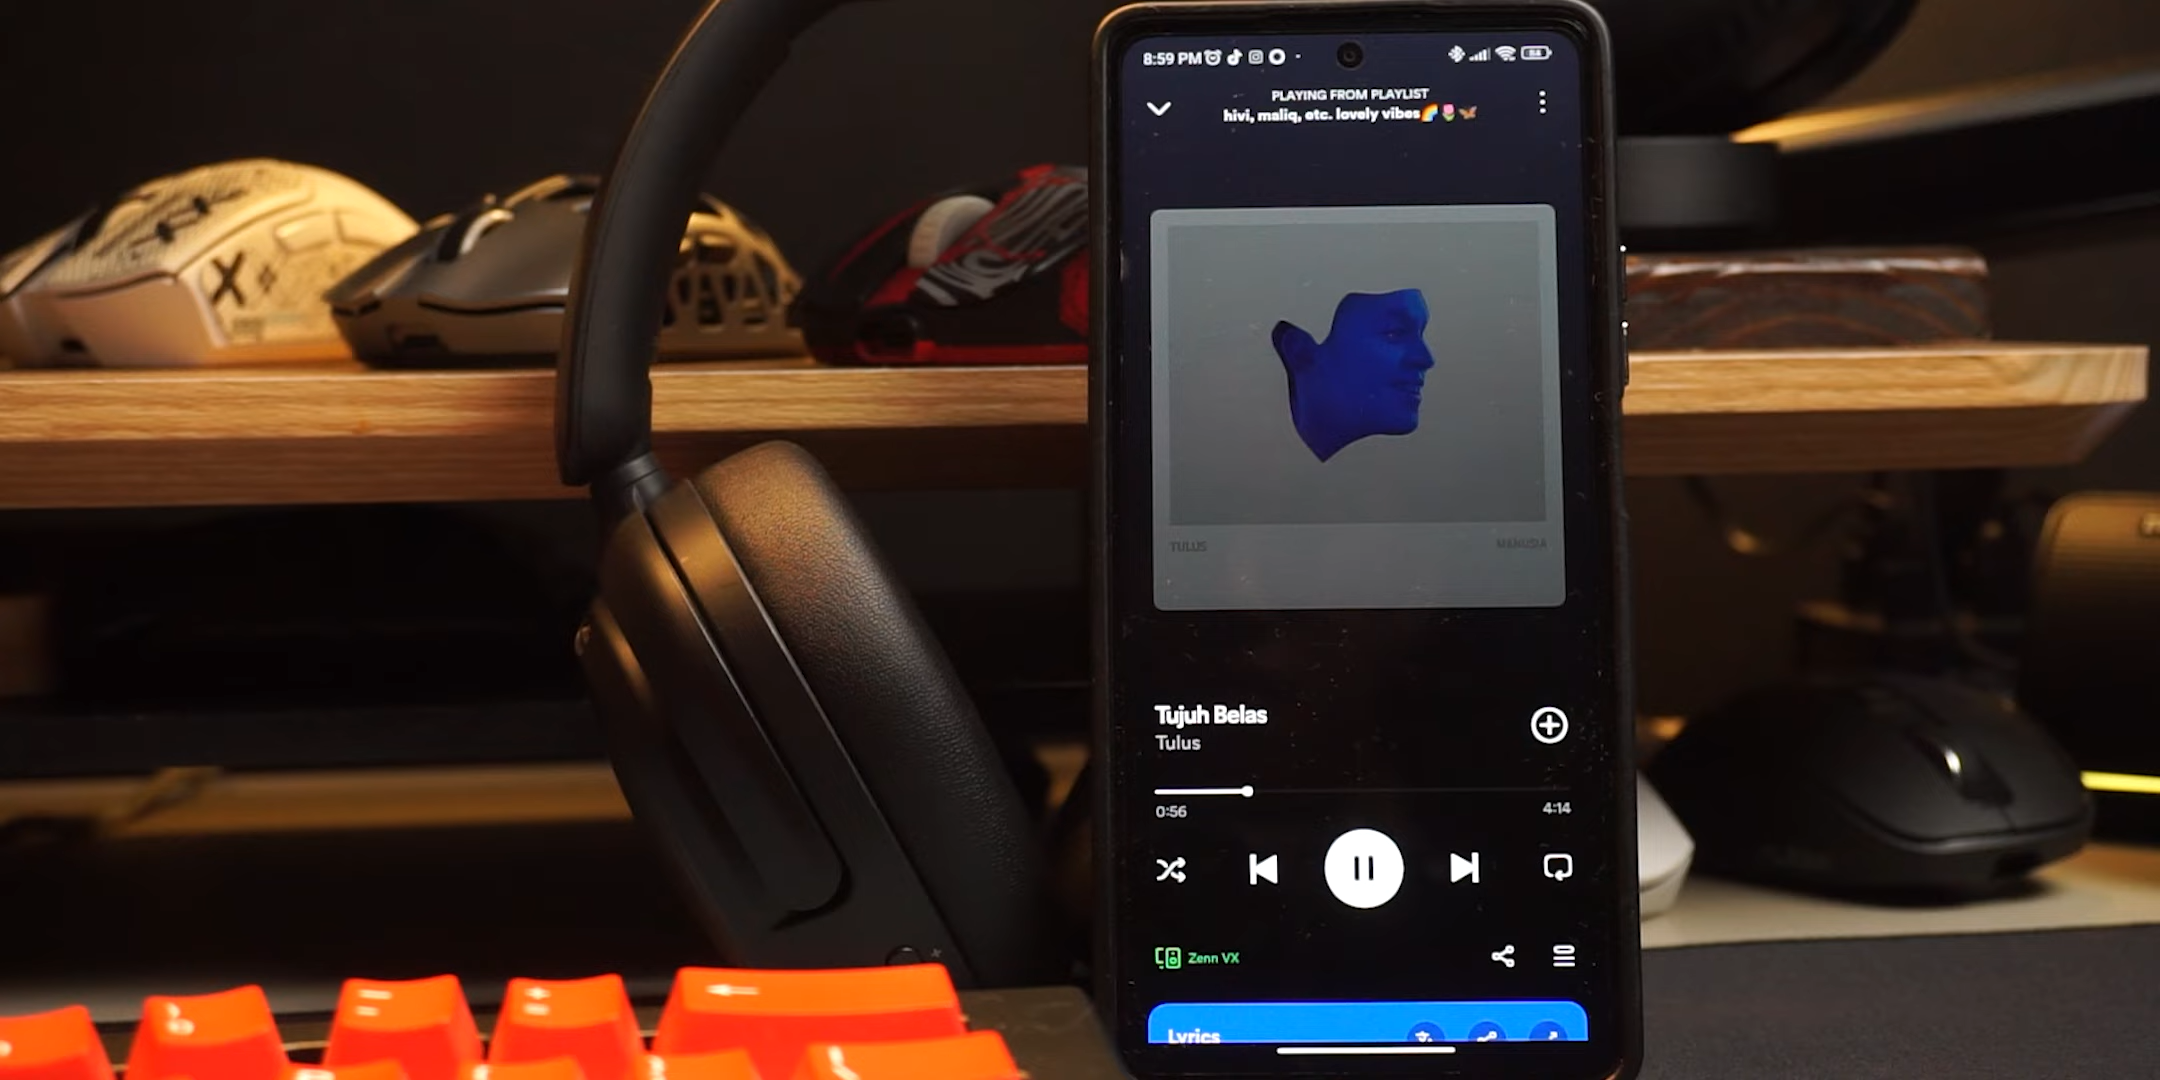 8:59 PM
84
PLAYING FROM PLAYLIST
hivi, maliq, etc. lovely vibes🌈🌷🦋
TULUS
MANUSIA
Tujuh Belas
Tulus
0:56
4:14
Zenn VX
Lyrics
X